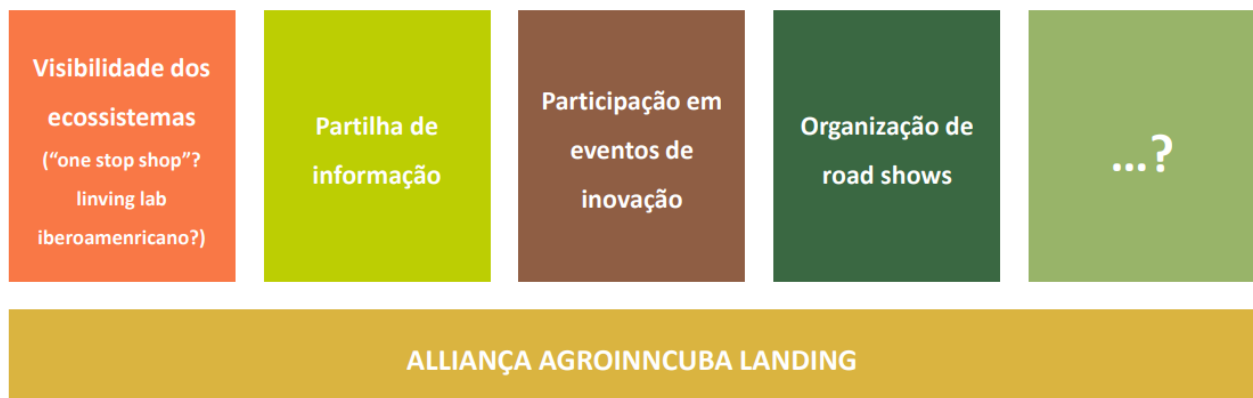 Visibilidade dos
ecossistemas
(“one stop shop”?
linving lab
iberoamenricano?)
Partilha de
informação
Participação em
eventos de
inovação
Organização de
road shows
...?
ALLIANÇA AGROINNCUBA LANDING